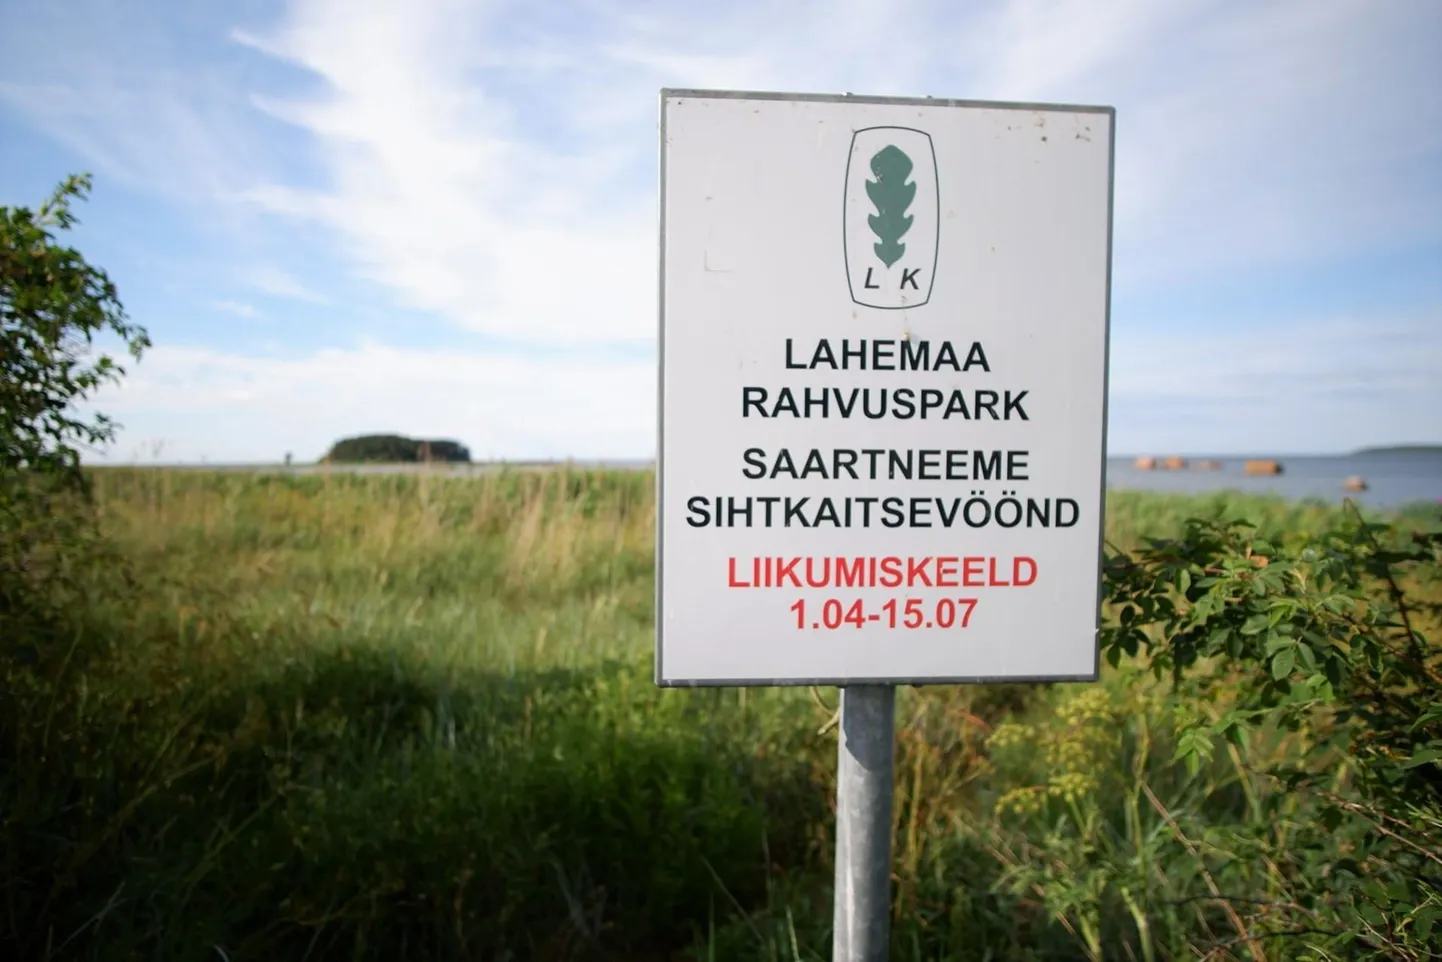 L K
LAHEMAA
RAHVUSPARK
SAARTNEEME
SIHTKAITSEVÖÖND
LIIKUMISKEELD
1.04-15.07